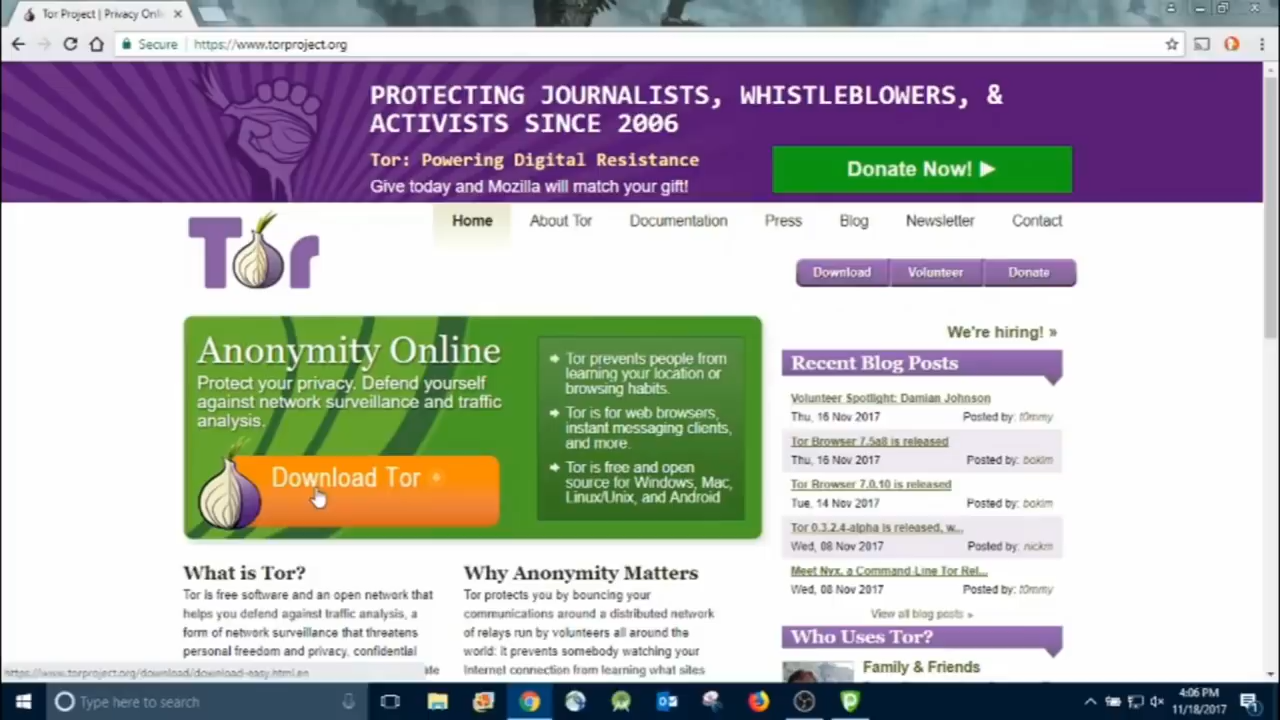 Tor Project | Privacy Onli
Secure
https://www.torproject.org
PROTECTING JOURNALISTS, WHISTLEBLOWERS, &
ACTIVISTS SINCE 2006
Tor: Powering Digital Resistance
Give today and Mozilla will match your gift!
Donate Now!
Tor
Home
About Tor
Documentation
Press
Blog
Newsletter
Contact
Download
Volunteer
Donate
Anonymity Online
Protect your privacy. Defend yourself
against network surveillance and traffic
analysis.
Download Tor
Tor prevents people from
learning your location or
browsing habits.
Tor is for web browsers,
instant messaging clients,
and more.
Tor is free and open
source for Windows, Mac,
Linux/Unix, and Android
We're hiring! »
Recent Blog Posts
Volunteer Spotlight: Damian Johnson
Thu, 16 Nov 2017
Posted by: t0mmy
Tor Browser 7.5a8 is released
Thu, 16 Nov 2017
Posted by: boklm
Tor Browser 7.0.10 is released
Tue, 14 Nov 2017
Posted by: boklm
Tor 0.3.2.4-alpha is released, w...
Wed, 08 Nov 2017
Posted by: nickm
Meet Nyx, a Command-Line Tor Rel...
Wed, 08 Nov 2017
Posted by: t0mmy
View all blog posts »
What is Tor?
Tor is free software and an open network that
helps you defend against traffic analysis, a
form of network surveillance that threatens
personal freedom and privacy, confidential
Why Anonymity Matters
Tor protects you by bouncing your
communications around a distributed network
of relays run by volunteers all around the
world: it prevents somebody watching your
Internet connection from learning what sites
Who Uses Tor?
Family & Friends
https://www.torproject.org/download/download-easy.html.en
Type here to search
4:06 PM
11/18/2017